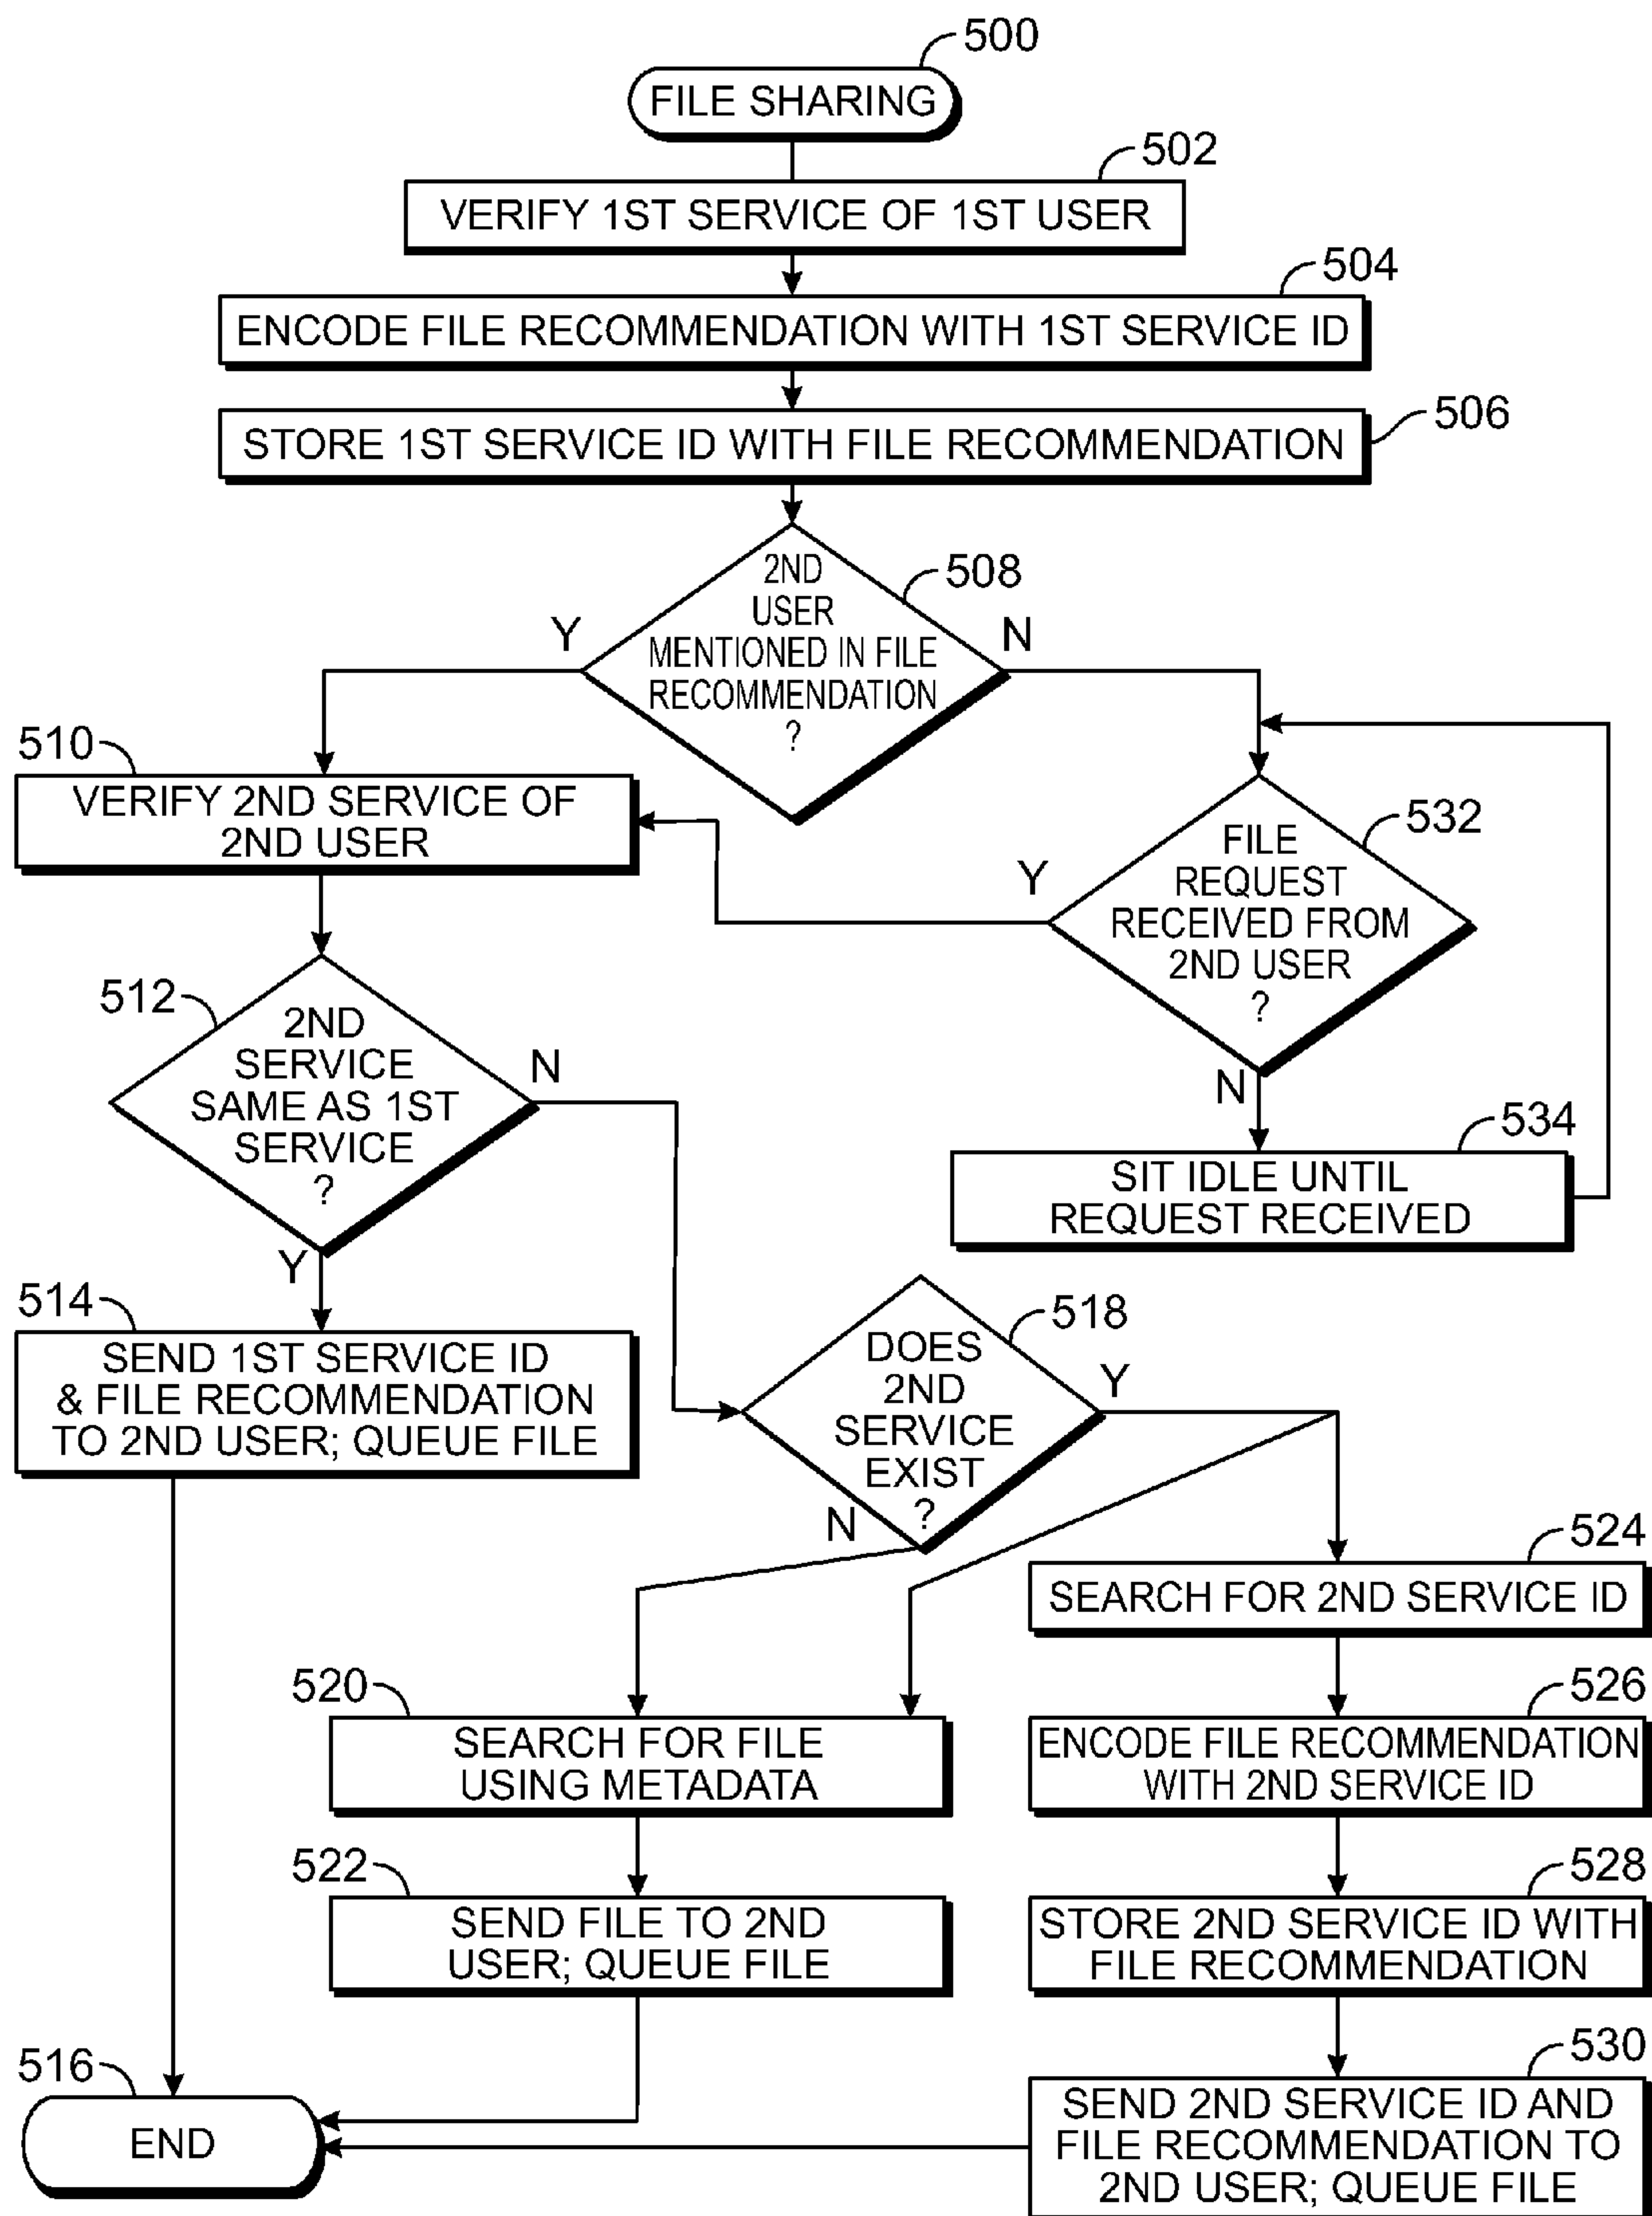 500
FILE SHARING
502
VERIFY 1ST SERVICE OF 1ST USER
504
ENCODE FILE RECOMMENDATION WITH 1ST SERVICE ID
506
STORE 1ST SERVICE ID WITH FILE RECOMMENDATION
508
2ND
USER
MENTIONED IN FILE
RECOMMENDATION
?
Y
N
510
VERIFY 2ND SERVICE OF
2ND USER
532
FILE
REQUEST
RECEIVED FROM
2ND USER
?
Y
N
534
SIT IDLE UNTIL
REQUEST RECEIVED
512
2ND
SERVICE
SAME AS 1ST
SERVICE
?
N
Y
514
SEND 1ST SERVICE ID
& FILE RECOMMENDATION
TO 2ND USER; QUEUE FILE
518
DOES
2ND
SERVICE
EXIST
?
Y
N
524
SEARCH FOR 2ND SERVICE ID
520
SEARCH FOR FILE
USING METADATA
526
ENCODE FILE RECOMMENDATION
WITH 2ND SERVICE ID
522
SEND FILE TO 2ND
USER; QUEUE FILE
528
STORE 2ND SERVICE ID WITH
FILE RECOMMENDATION
516
END
530
SEND 2ND SERVICE ID AND
FILE RECOMMENDATION TO
2ND USER; QUEUE FILE